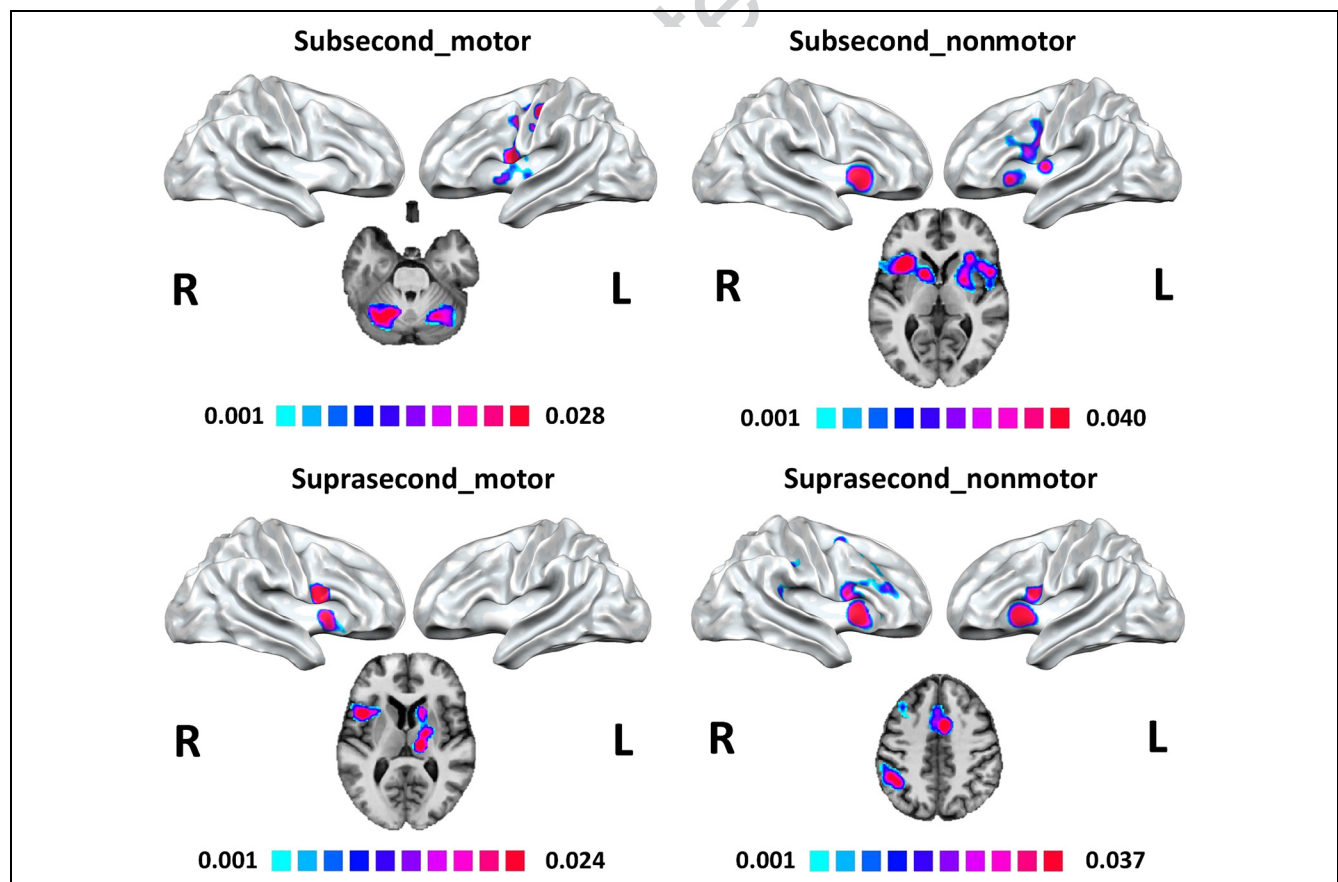 Subsecond_motor
Subsecond_nonmotor
R
L
R
L
0.001
0.028
0.001
0.040
Suprasecond_motor
Suprasecond_nonmotor
R
L
R
L
0.001
0.024
0.001
0.037